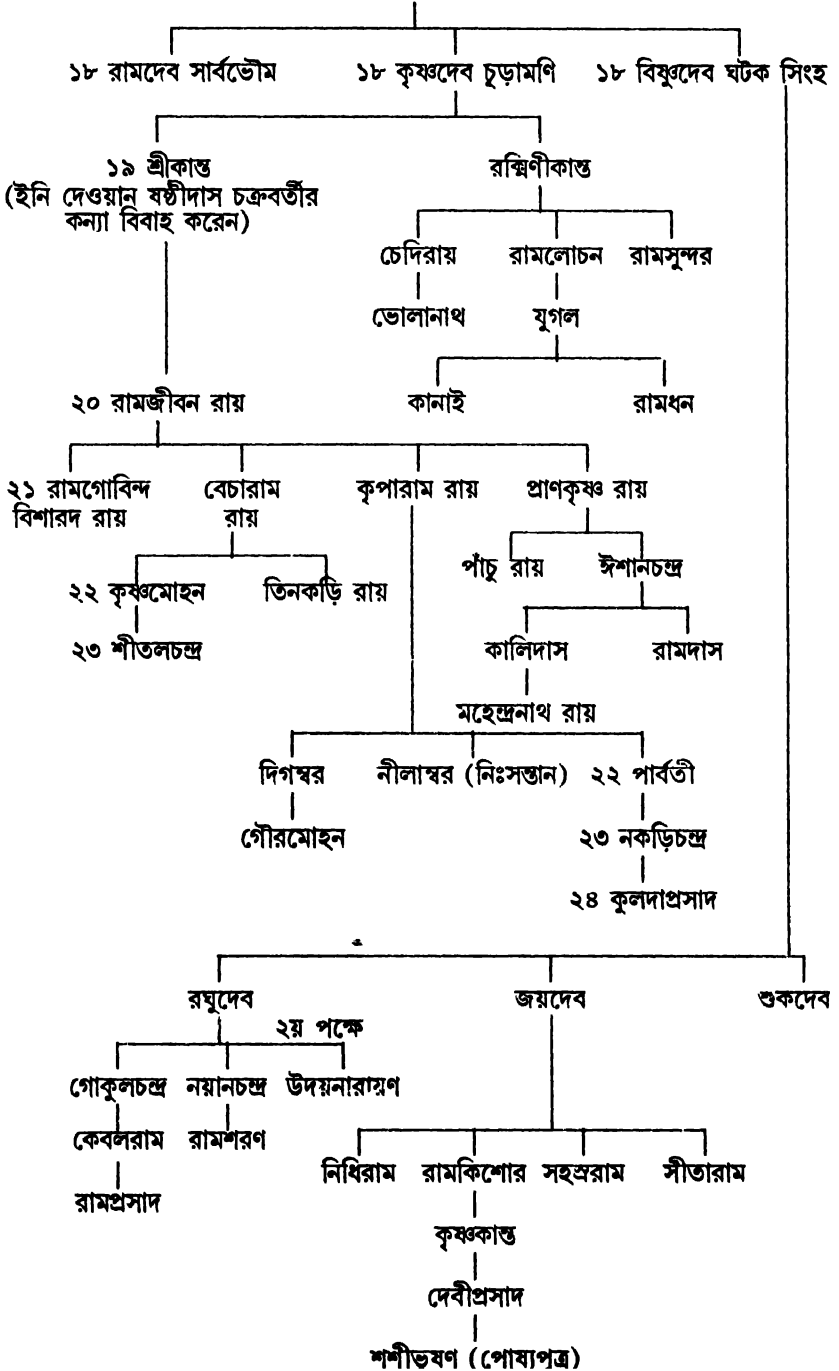 ১৮ রামদেব সার্বভৌম ১৮ কৃষ্ণদেব চূড়ামণি ১৮ বিষ্ণুদেব ঘটক সিংহ
১৯ শ্রীকান্ত রুক্মিণীকান্ত
(ইনি দেওয়ান ষষ্ঠীদাস চক্রবর্তীর
কন্যা বিবাহ করেন)
চেদিরায় রামলোচন রামসুন্দর
ভোলানাথ যুগল
২০ রামজীবন রায় কানাই রামধন
২১ রামগোবিন্দ বেচারাম কৃপারাম রায় প্রাণকৃষ্ণ রায়
বিশারদ রায় রায়
পাঁচু রায় ঈশানচন্দ্র
২২ কৃষ্ণমোহন তিনকড়ি রায়
২৩ শীতলচন্দ্র কালিদাস রামদাস
মহেন্দ্রনাথ রায়
দিগম্বর নীলাম্বর (নিঃসন্তান) ২২ পার্বতী
গৌরমোহন ২৩ নকড়িচন্দ্র
২৪ কুলদাপ্রসাদ
রঘুদেব জয়দেব শুকদেব
২য় পক্ষে
গোকুলচন্দ্র নয়ানচন্দ্র উদয়নারায়ণ
কেবলরাম রামশরণ
নিধিরাম রামকিশোর সহস্ররাম সীতারাম
রামপ্রসাদ
কৃষ্ণকান্ত
দেবীপ্রসাদ
শশীভূষণ (পোষ্যপুত্র)